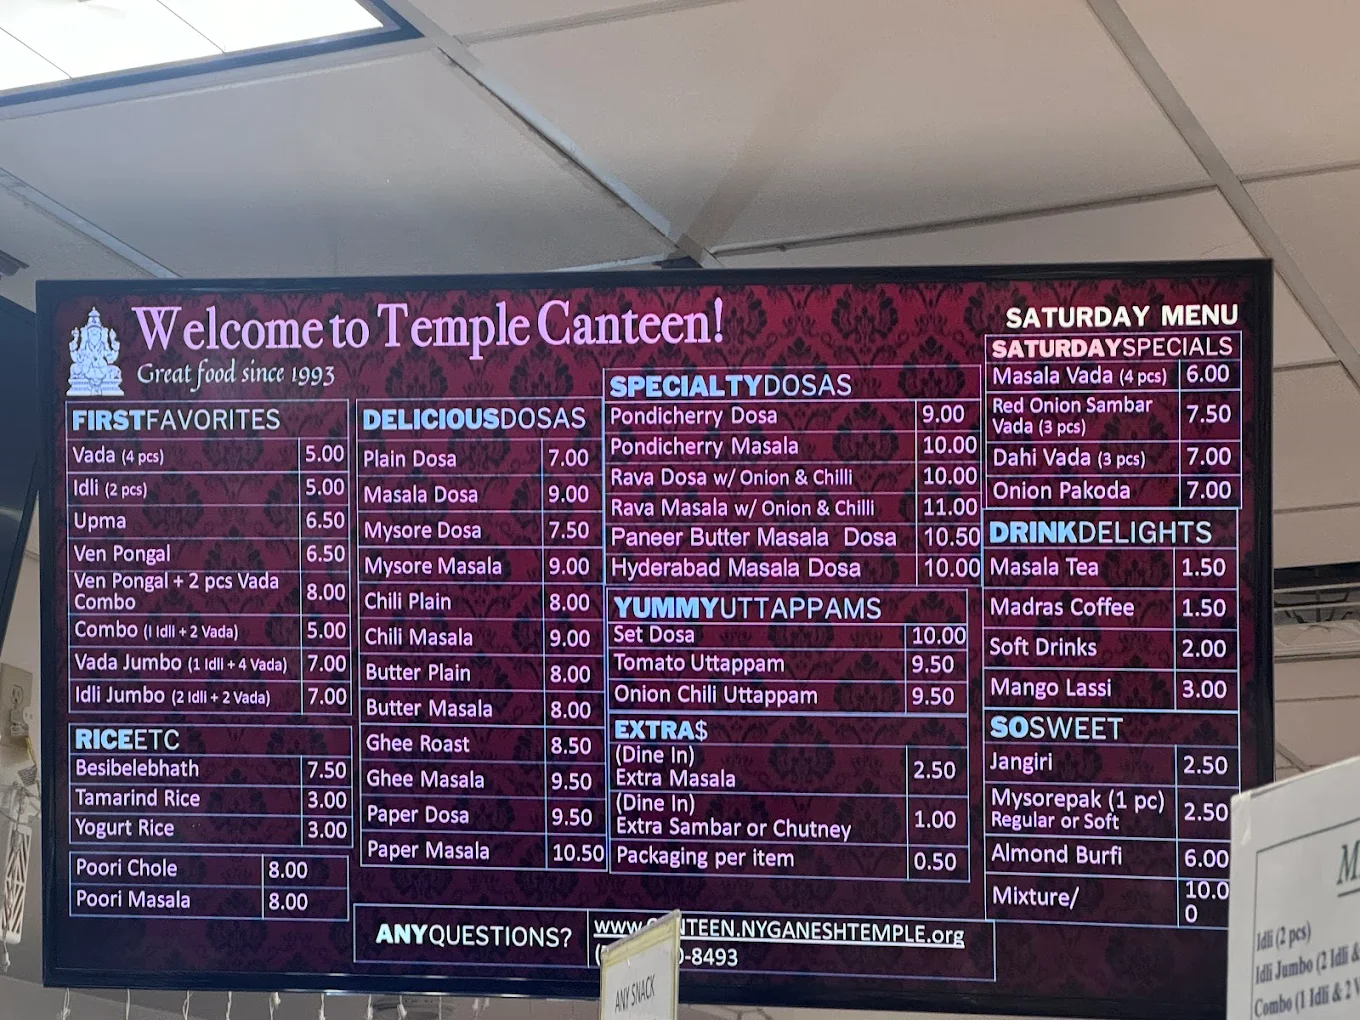 Welcome to Temple Canteen!
Great food since 1993
FIRSTFAVORITES
Vada (4 pcs) 5.00
Idli (2 pcs) 5.00
Upma 6.50
Ven Pongal 6.50
Ven Pongal + 2 pcs Vada
Combo 8.00
Combo (I Idli + 2 Vada) 5.00
Vada Jumbo (1 Idli + 4 Vada) 7.00
Idli Jumbo (2 Idli + 2 Vada) 7.00
RICEETC
Besibelebhath 7.50
Tamarind Rice 3.00
Yogurt Rice 3.00
Poori Chole 8.00
Poori Masala 8.00
DELICIOUSDOSAS
Plain Dosa 7.00
Masala Dosa 9.00
Mysore Dosa 7.50
Mysore Masala 9.00
Chili Plain 8.00
Chili Masala 9.00
Butter Plain 8.00
Butter Masala 8.00
Ghee Roast 8.50
Ghee Masala 9.50
Paper Dosa 9.50
Paper Masala 10.50
SPECIALTYDOSAS
Pondicherry Dosa 9.00
Pondicherry Masala 10.00
Rava Dosa w/ Onion & Chilli 10.00
Rava Masala w/ Onion & Chilli 11.00
Paneer Butter Masala Dosa 10.50
Hyderabad Masala Dosa 10.00
YUMMYUTTAPPAMS
Set Dosa 10.00
Tomato Uttappam 9.50
Onion Chili Uttappam 9.50
EXTRA$
(Dine In)
Extra Masala 2.50
(Dine In)
Extra Sambar or Chutney 1.00
Packaging per item 0.50
SATURDAY MENU
SATURDAYSPECIALS
Masala Vada (4 pcs) 6.00
Red Onion Sambar
Vada (3 pcs) 7.50
Dahi Vada (3 pcs) 7.00
Onion Pakoda 7.00
DRINKDELIGHTS
Masala Tea 1.50
Madras Coffee 1.50
Soft Drinks 2.00
Mango Lassi 3.00
SOSWEET
Jangiri 2.50
Mysorepak (1 pc)
Regular or Soft 2.50
Almond Burfi 6.00
Mixture/ 10.0
0
ANYQUESTIONS?
www. NTEEN.NYGANESHTEMPLE.org
-8493
ANY SNACK
Idli (2 pcs)
Idli Jumbo (2 Idli &
Combo (1 Idli & 2 V